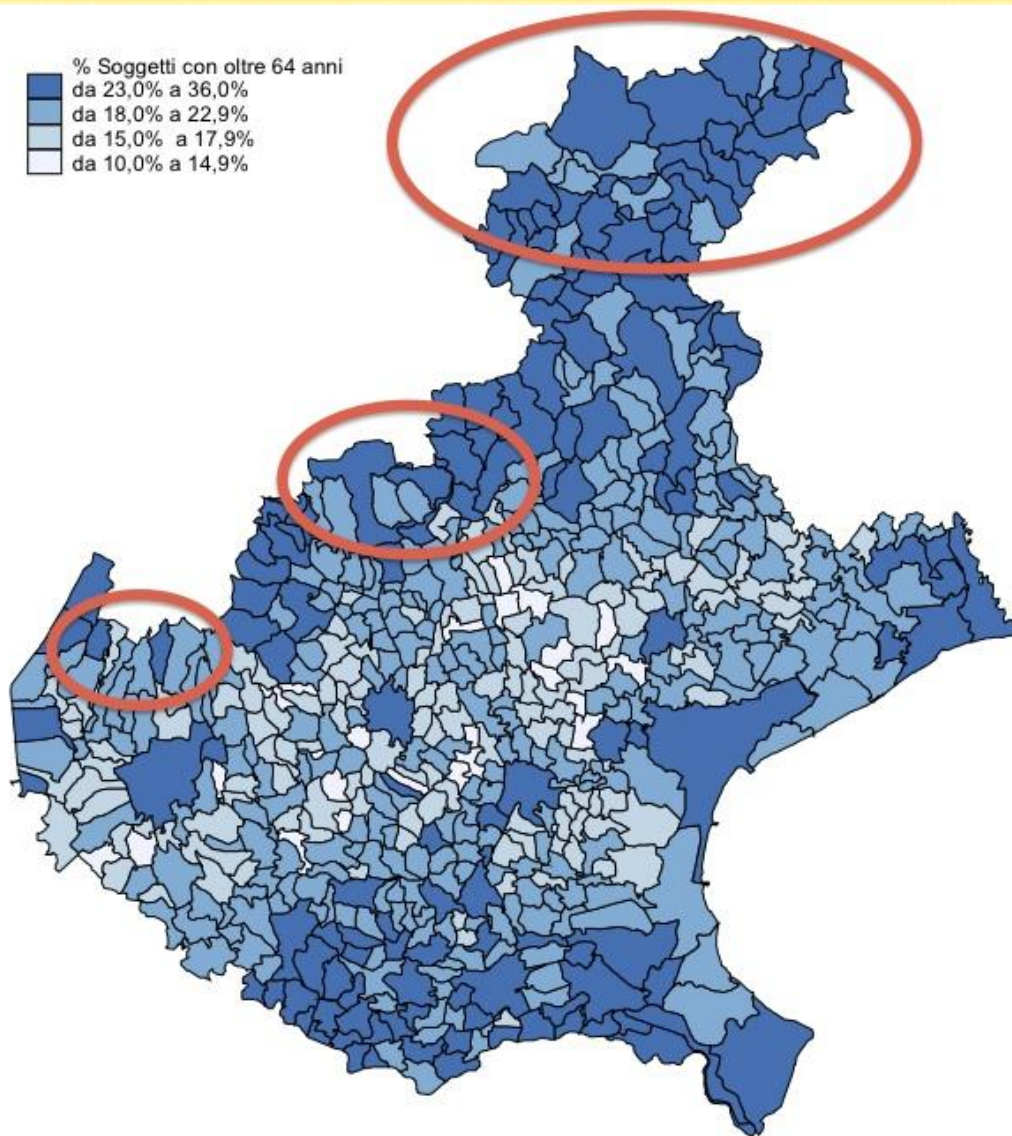 % Soggetti con oltre 64 anni
da 23,0% a 36,0%
da 18,0% a 22,9%
da 15,0% a 17,9%
da 10,0% a 14,9%